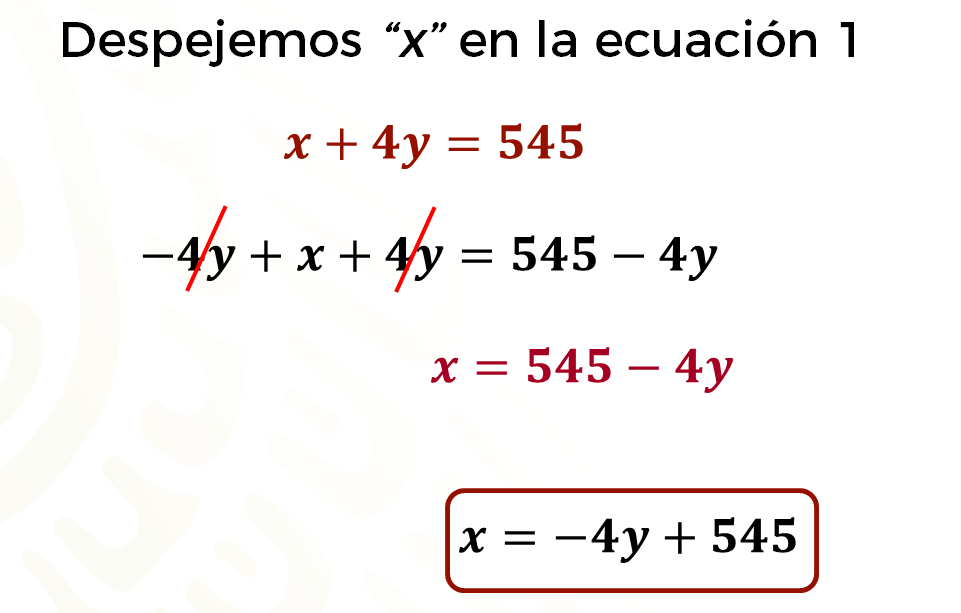 Despejemos “x” en la ecuación 1
x + 4y = 545
−4y + x + 4y = 545 − 4y
x = 545 − 4y
x = −4y + 545